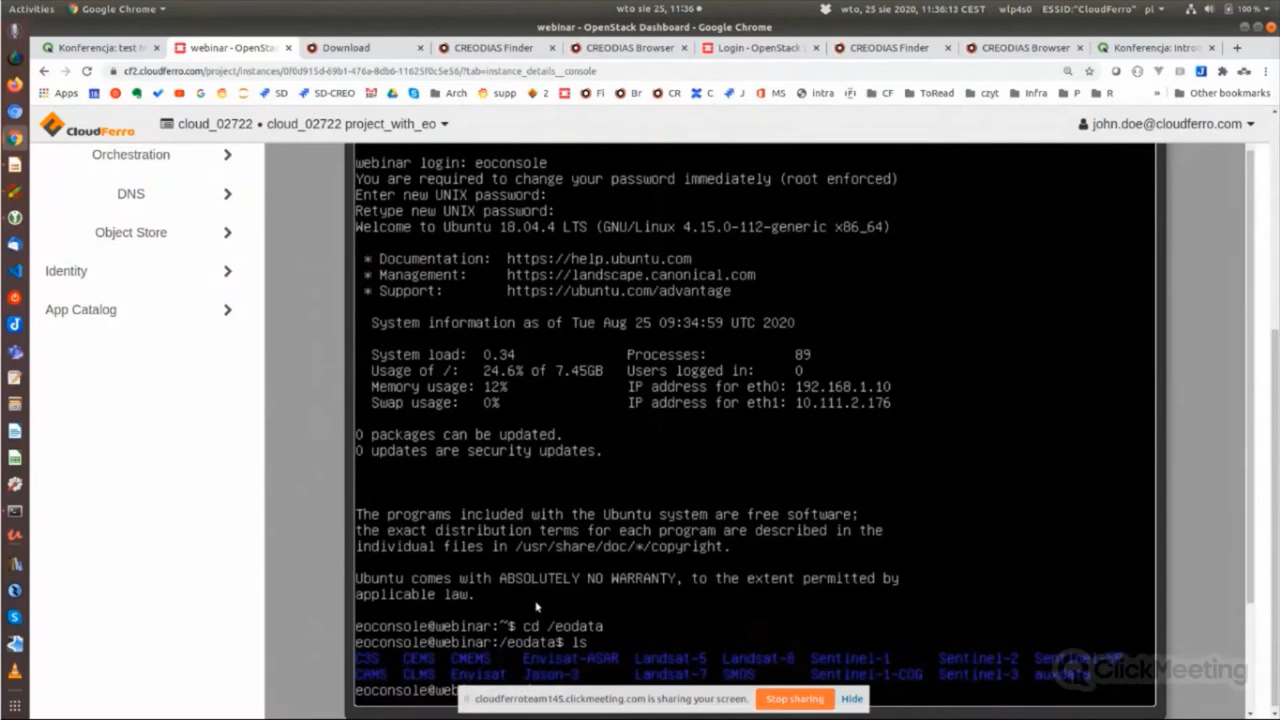 Activities Google Chrome wto sie 25, 11:36 wto, 25 sie 2020, 11:36:13 CEST wlp4s0 ESSID:"CloudFerro" pl 100 %
webinar - OpenStack Dashboard - Google Chrome
Konferencja: test M webinar - OpenSta Download CREODIAS Finder CREODIAS Browser Login - OpenStack CREODIAS Finder CREODIAS Browser Konferencja: Intro
cf2.cloudferro.com/project/instances/0f0d915d-69b1-476a-8db6-11625f0c5e56/?tab=instance_details__console
Apps SD SD-CREO Arch supp 2 Fi Br CR C J MS intra CF ToRead czyt Infra P R » Other bookmarks
CloudFerro cloud_02722 • cloud_02722 project_with_eo john.doe@cloudferro.com
Orchestration
DNS
Object Store
Identity
App Catalog
webinar login: eoconsole
You are required to change your password immediately (root enforced)
Enter new UNIX password:
Retype new UNIX password:
Welcome to Ubuntu 18.04.4 LTS (GNU/Linux 4.15.0-112-generic x86_64)
* Documentation: https://help.ubuntu.com
* Management: https://landscape.canonical.com
* Support: https://ubuntu.com/advantage
System information as of Tue Aug 25 09:34:59 UTC 2020
System load: 0.34 Processes: 89
Usage of /: 24.6% of 7.45GB Users logged in: 0
Memory usage: 12% IP address for eth0: 192.168.1.10
Swap usage: 0% IP address for eth1: 10.111.2.176
0 packages can be updated.
0 updates are security updates.
The programs included with the Ubuntu system are free software;
the exact distribution terms for each program are described in the
individual files in /usr/share/doc/*/copyright.
Ubuntu comes with ABSOLUTELY NO WARRANTY, to the extent permitted by
applicable law.
eoconsole@webinar:~$ cd /eodata
eoconsole@webinar:/eodata$ ls
C3S CEMS CMEMS Envisat-ASAR Landsat-5 Landsat-8 Sentinel-1 Sentinel-2
CAMS CLMS Envisat Jason-3 Landsat-7 SMOS Sentinel-1-COG Sentinel-3 auxdata
eoconsole@we
ClickMeeting
cloudferroteam145.clickmeeting.com is sharing your screen. Stop sharing Hide